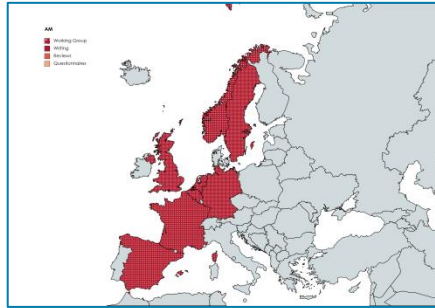 AM
Working Group
Writing
Reviews
Questionnaires